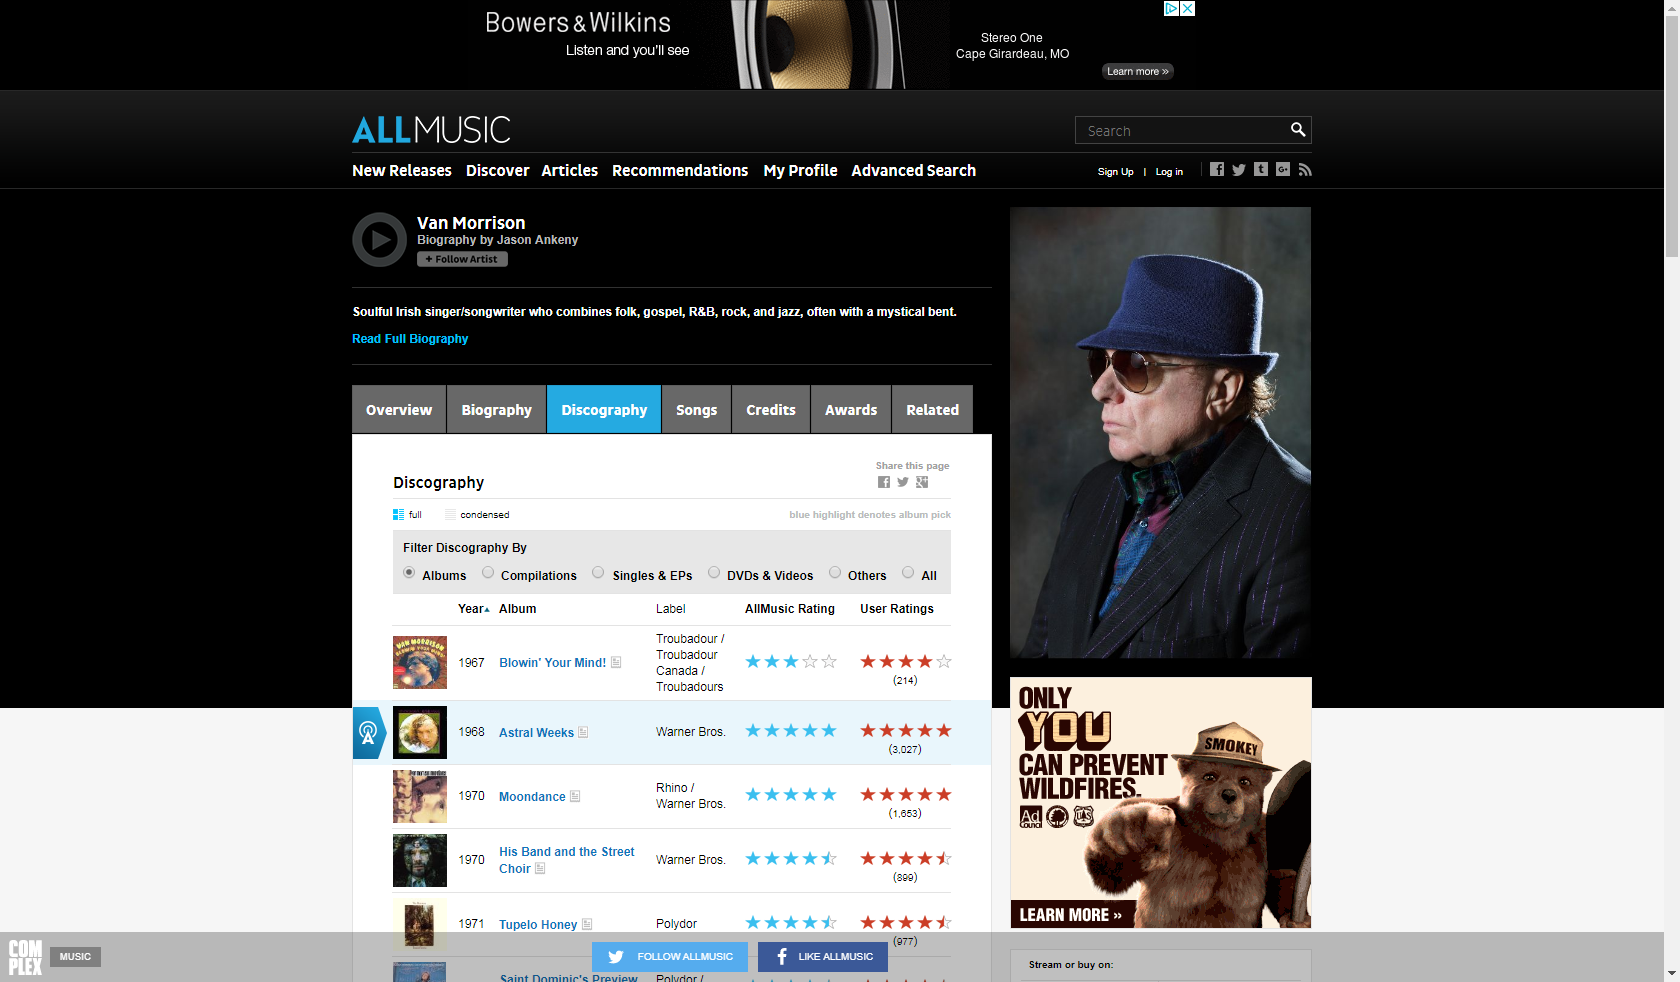 Bowers & Wilkins
Listen and you'll see
Stereo One
Cape Girardeau, MO
Learn more »
ALLMUSIC
Search
New Releases Discover Articles Recommendations My Profile Advanced Search
Sign Up | Log in
Van Morrison
Biography by Jason Ankeny
+ Follow Artist
Soulful Irish singer/songwriter who combines folk, gospel, R&B, rock, and jazz, often with a mystical bent.
Read Full Biography
Overview Biography Discography Songs Credits Awards Related
Share this page
Discography
full condensed blue highlight denotes album pick
Filter Discography By
Albums Compilations Singles & EPs DVDs & Videos Others All
Year Album Label AllMusic Rating User Ratings
VAN MORRISON
1967 Blowin' Your Mind! Troubadour /
Troubadour
Canada /
Troubadours
(214)
1968 Astral Weeks Warner Bros.
(3,027)
1970 Moondance Rhino /
Warner Bros.
(1,653)
1970 His Band and the Street
Choir Warner Bros.
(899)
1971 Tupelo Honey Polydor
(977)
Saint Dominic's Preview Polydor /
ONLY
YOU
CAN PREVENT
WILDFIRES.
SMOKEY
Ad
Council
LEARN MORE »
Stream or buy on:
COMPLEX
MUSIC
FOLLOW ALLMUSIC
LIKE ALLMUSIC